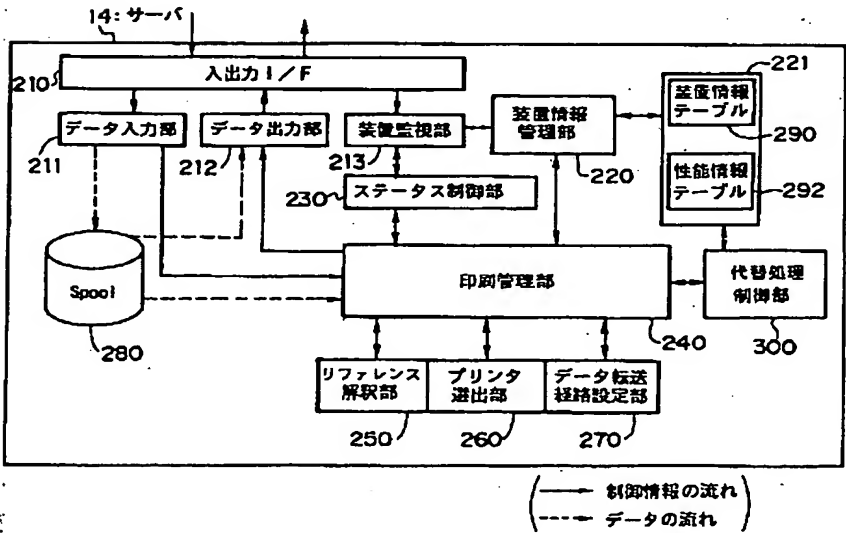 14:サーバ
入出力I/F
210
221
装置情報
テーブル
290
性能情報
テーブル
292
データ入力部
211
データ出力部
212
装置監視部
213
装置情報
管理部
220
230
ステータス制御部
Spool
280
印刷管理部
240
代替処理
制御部
300
リファレンス
解釈部
250
プリンタ
選出部
260
データ転送
経路設定部
270
制御情報の流れ
データの流れ